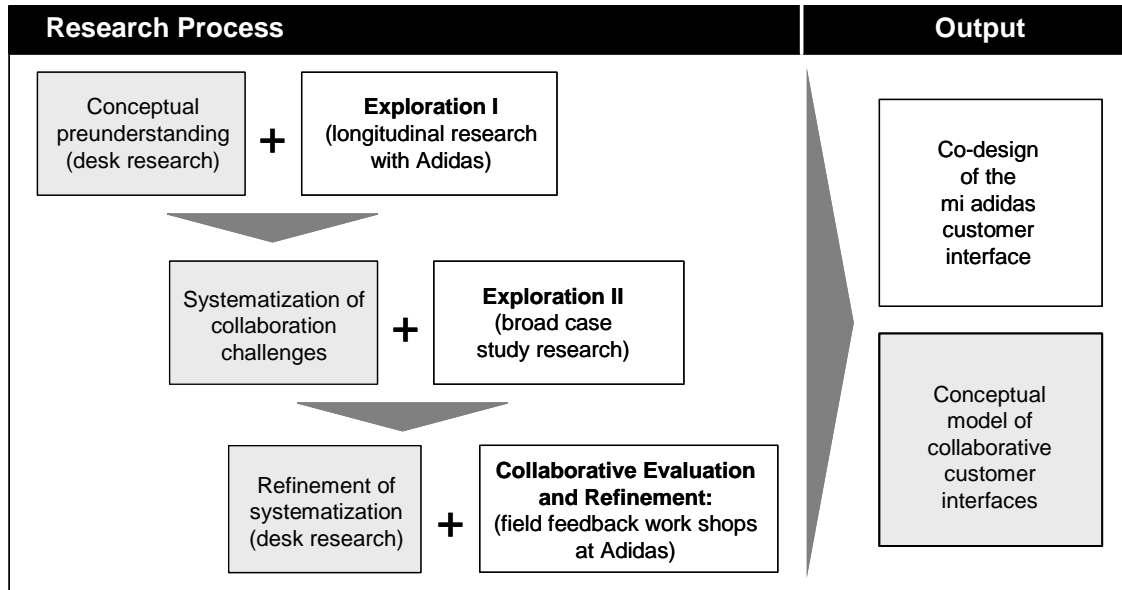 Research Process
Output
Conceptual
preunderstanding
(desk research)
+
Exploration I
(longitudinal research
with Adidas)
Systematization of
collaboration
challenges
+
Exploration II
(broad case
study research)
Refinement of
systematization
(desk research)
+
Collaborative Evaluation
and Refinement:
(field feedback work shops
at Adidas)
Co-design
of the
mi adidas
customer
interface
Conceptual
model of
collaborative
customer
interfaces